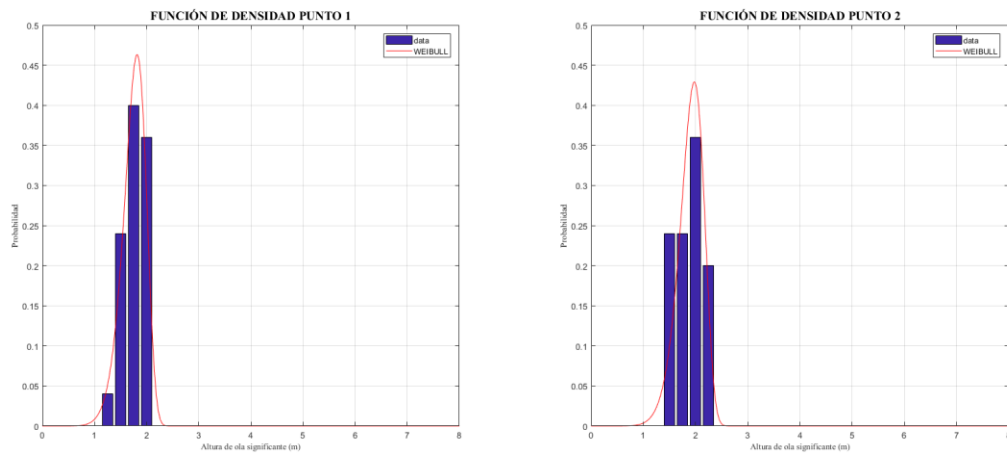 FUNCIÓN DE DENSIDAD PUNTO 1
data
WEIBULL
0.5
0.45
0.4
0.35
0.3
0.25
0.2
0.15
0.1
0.05
0
Probabilidad
0 1 2 3 4 5 6 7 8
Altura de ola significante (m)
FUNCIÓN DE DENSIDAD PUNTO 2
data
WEIBULL
0.5
0.45
0.4
0.35
0.3
0.25
0.2
0.15
0.1
0.05
0
Probabilidad
0 1 2 3 4 5 6 7 8
Altura de ola significante (m)